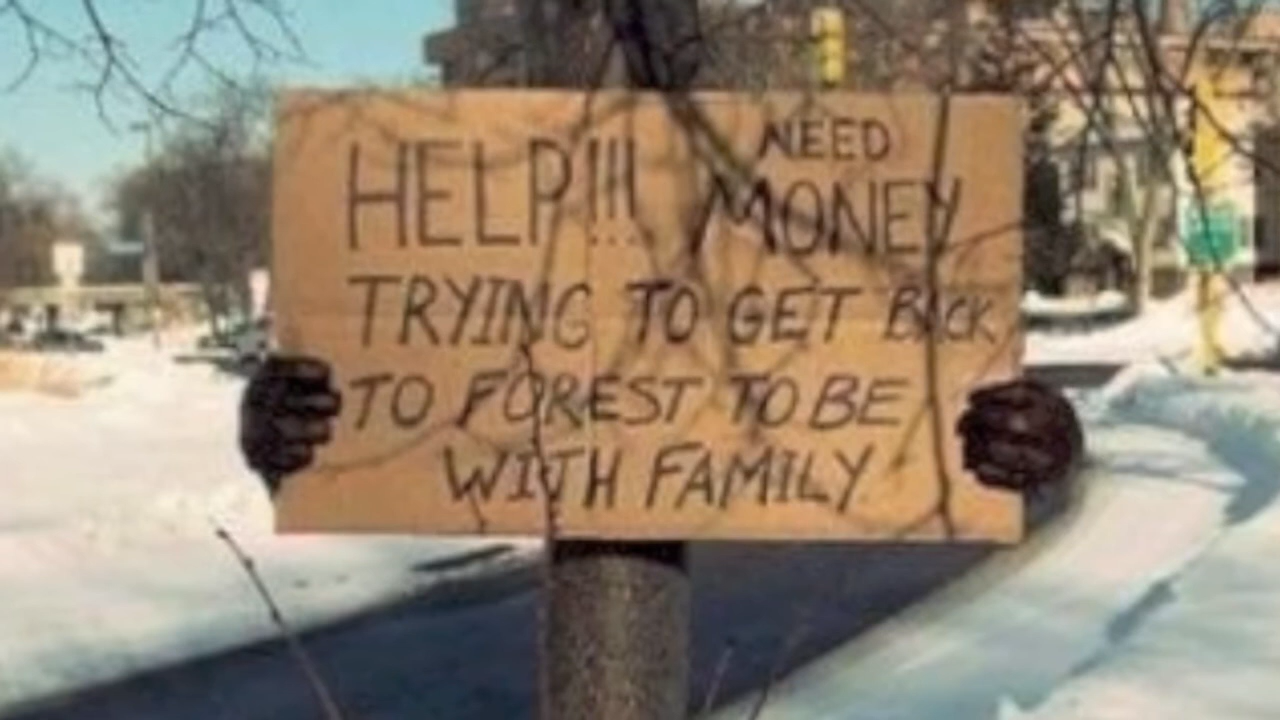 HELP!!! NEED MONEY
TRYING TO GET BACK
TO FOREST TO BE
WITH FAMILY